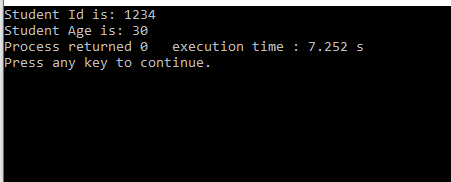 Student Id is: 1234
Student Age is: 30
Process returned 0   execution time : 7.252 s
Press any key to continue.